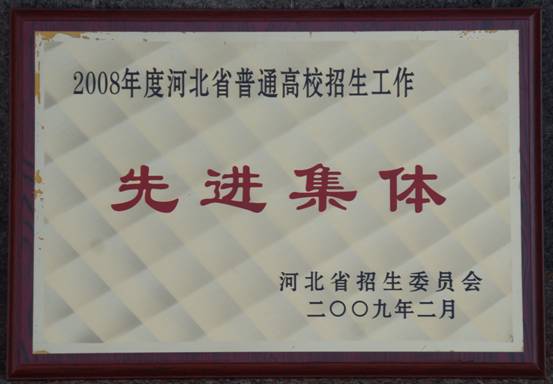 2008年度河北省普通高校招生工作
先进集体
河北省招生委员会
二〇〇九年二月